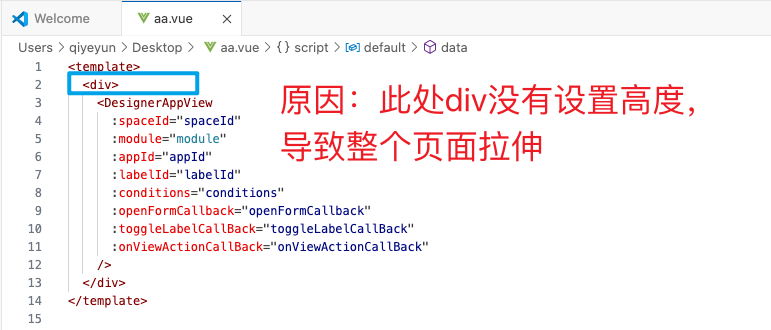 Welcome
aa.vue
Users > qiyeyun > Desktop > aa.vue > {} script > default > data
1 <template>
2 <div>
3 <DesignerAppView
4 :spaceId="spaceId"
5 :module="module"
6 :appId="appId"
7 :labelId="labelId"
8 :conditions="conditions"
9 :openFormCallback="openFormCallback"
10 :toggleLabelCallBack="toggleLabelCallBack"
11 :onViewActionCallBack="onViewActionCallBack"
12 />
13 </div>
14 </template>
15
原因：此处div没有设置高度，
导致整个页面拉伸